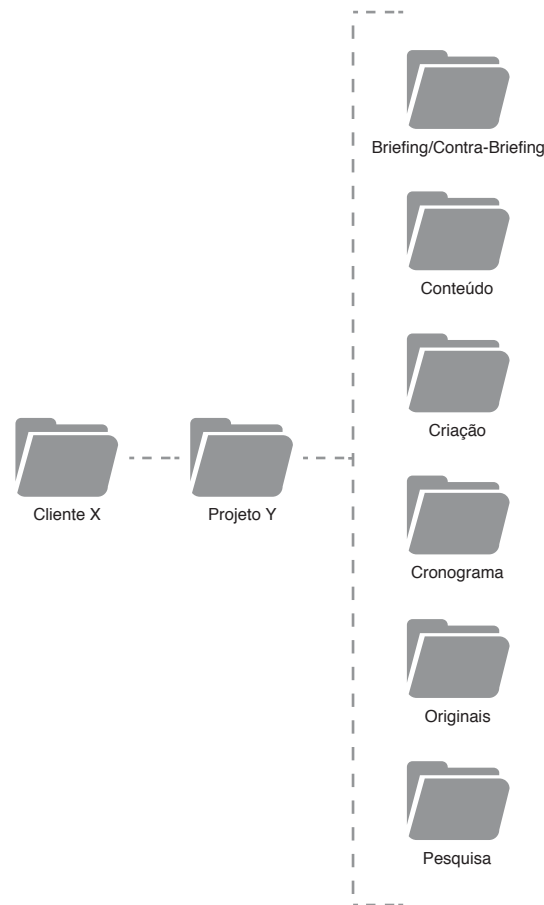 Briefing/Contra-Briefing
Conteúdo
Criação
Cliente X
Projeto Y
Cronograma
Originais
Pesquisa